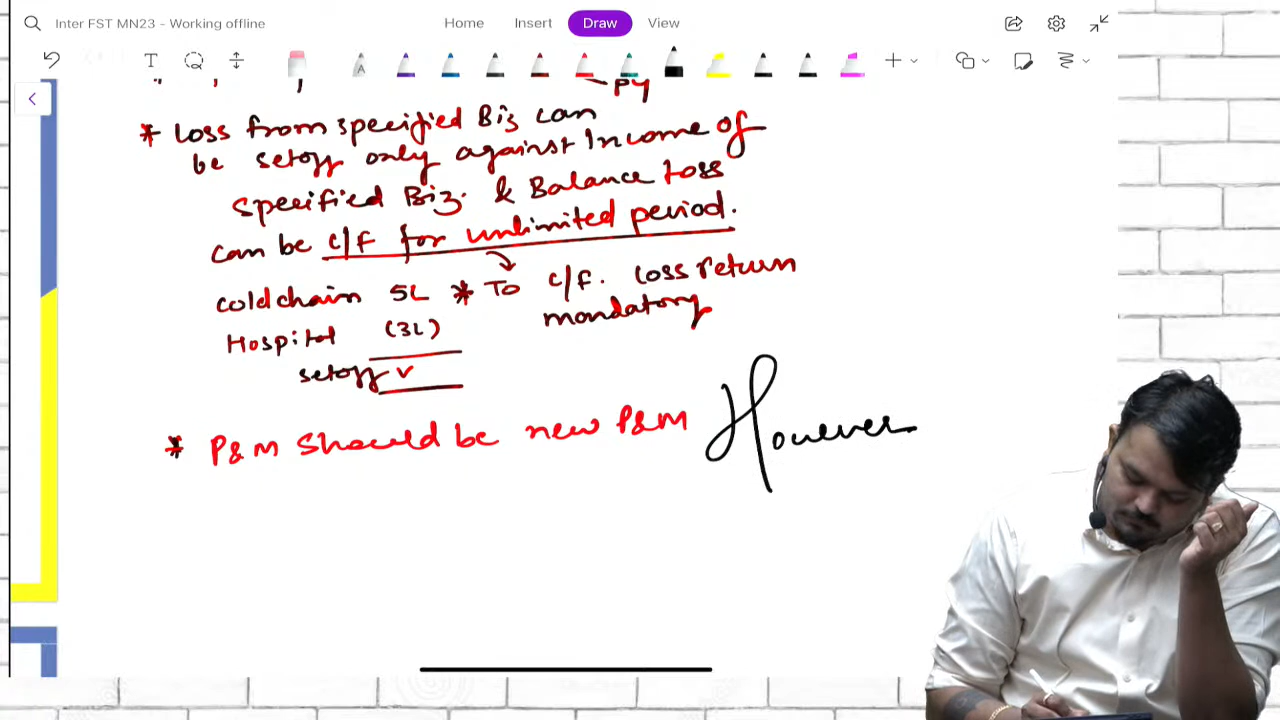 Inter FST MN23 - Working offline
Home Insert Draw View
PY
* Loss from specified Biz can
be setoff only against Income of
specified Biz. & Balance Loss
can be c/f for unlimited period.
coldchain 5L * To c/f. loss return
mandatory
Hospital (3L)
setoff ✓
* P&M should be new P&M However